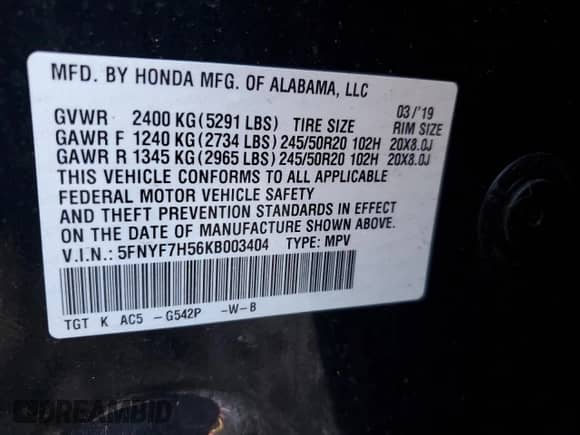 MFD. BY HONDA MFG. OF ALABAMA, LLC
03/'19
GVWR 2400 KG(5291 LBS) TIRE SIZE RIM SIZE
GAWR F 1240 KG(2734 LBS)245/50R20 102H 20X8.0J
GAWR R 1345 KG(2965 LBS)245/50R20 102H 20X8.0J
THIS VEHICLE CONFORMS TO ALL APPLICABLE
FEDERAL MOTOR VEHICLE SAFETY
AND THEFT PREVENTION STANDARDS IN EFFECT
ON THE DATE OF MANUFACTURE SHOWN ABOVE.
V.I.N.: 5FNYF7H56KB003404 TYPE: MPV
TGT K AC5 -G542P -W-B
DREAMBID